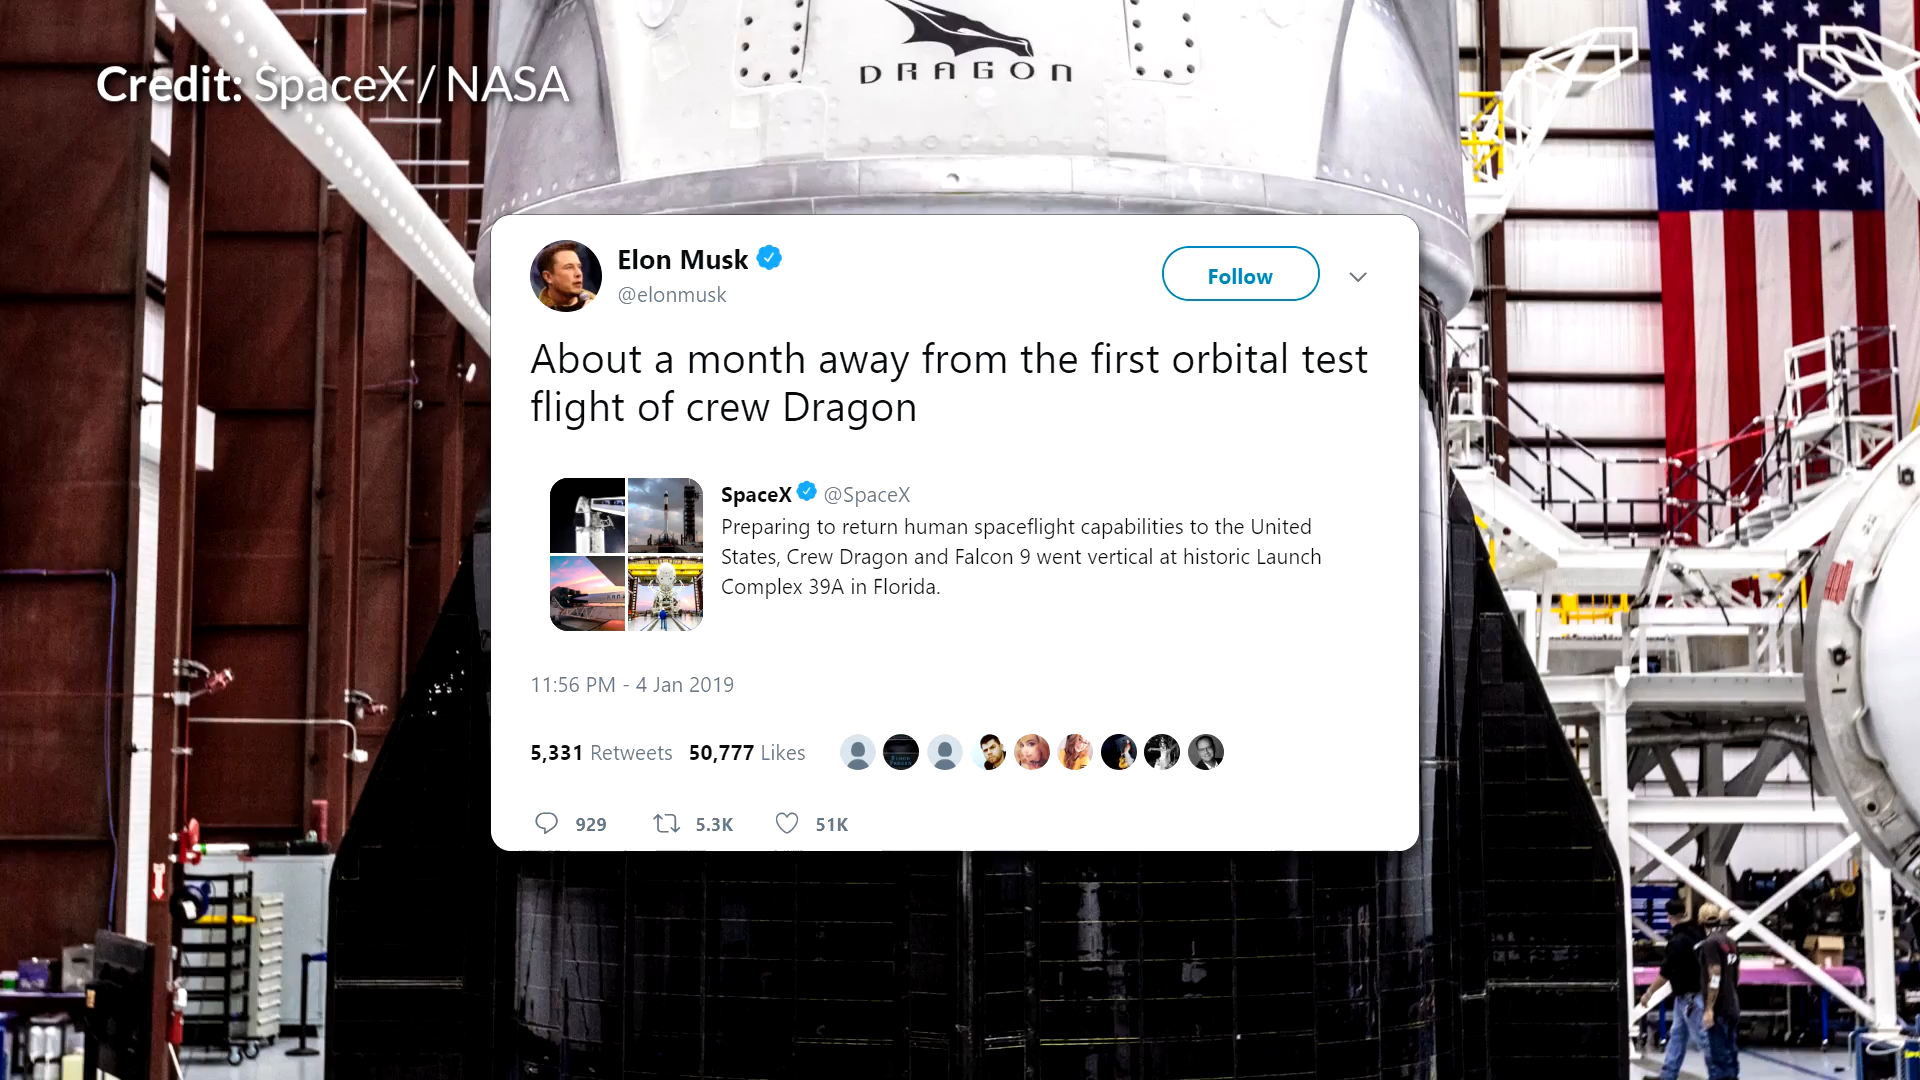 DRAGON
Credit: SpaceX / NASA
Elon Musk
@elonmusk
Follow
About a month away from the first orbital test
flight of crew Dragon
SpaceX @SpaceX
Preparing to return human spaceflight capabilities to the United
States, Crew Dragon and Falcon 9 went vertical at historic Launch
Complex 39A in Florida.
11:56 PM - 4 Jan 2019
5,331 Retweets 50,777 Likes
929 5.3K 51K